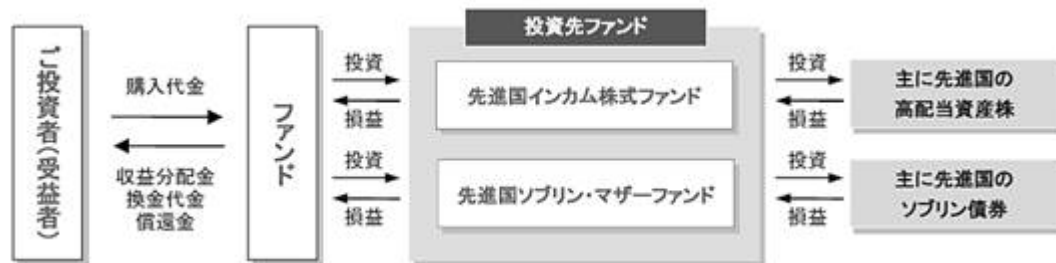 ご投資者(受益者)
購入代金
収益分配金
換金代金
償還金
ファンド
投資
損益
投資
損益
投資先ファンド
先進国インカム株式ファンド
先進国ソブリン・マザーファンド
投資
損益
投資
損益
主に先進国の
高配当資産株
主に先進国の
ソブリン債券